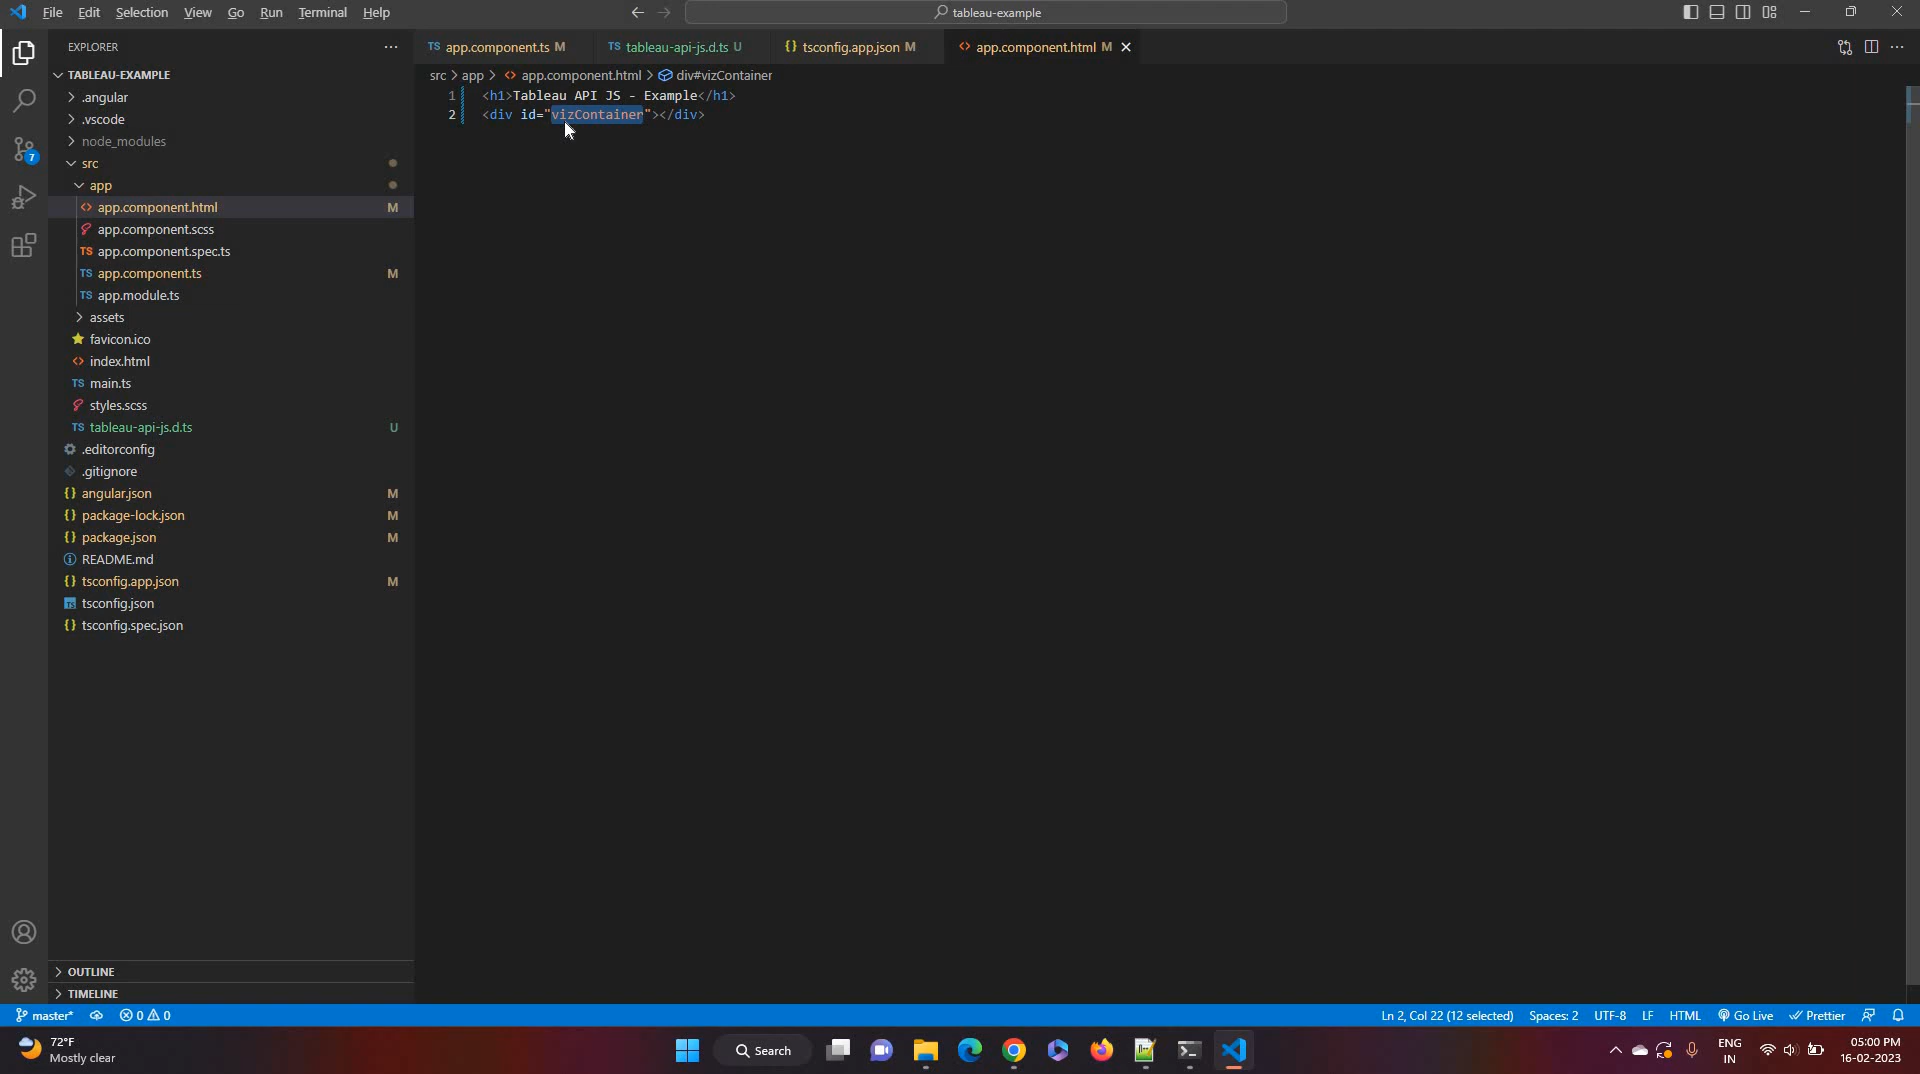 File Edit Selection View Go Run Terminal Help
tableau-example
EXPLORER
app.component.ts M
tableau-api-js.d.ts U
tsconfig.app.json M
app.component.html M
src > app > app.component.html > div#vizContainer
1 <h1>Tableau API JS - Example</h1>
2 <div id="vizContainer"></div>
TABLEAU-EXAMPLE
.angular
.vscode
node_modules
src
app
app.component.html M
app.component.scss
TS app.component.spec.ts
TS app.component.ts M
TS app.module.ts
assets
favicon.ico
index.html
TS main.ts
styles.scss
TS tableau-api-js.d.ts U
.editorconfig
.gitignore
{} angular.json M
{} package-lock.json M
{} package.json M
README.md
{} tsconfig.app.json M
tsconfig.json
{} tsconfig.spec.json
7
OUTLINE
TIMELINE
master* 0 0
Ln 2, Col 22 (12 selected) Spaces: 2 UTF-8 LF HTML Go Live Prettier
72°F
Mostly clear
Search
ENG
IN
05:00 PM
16-02-2023